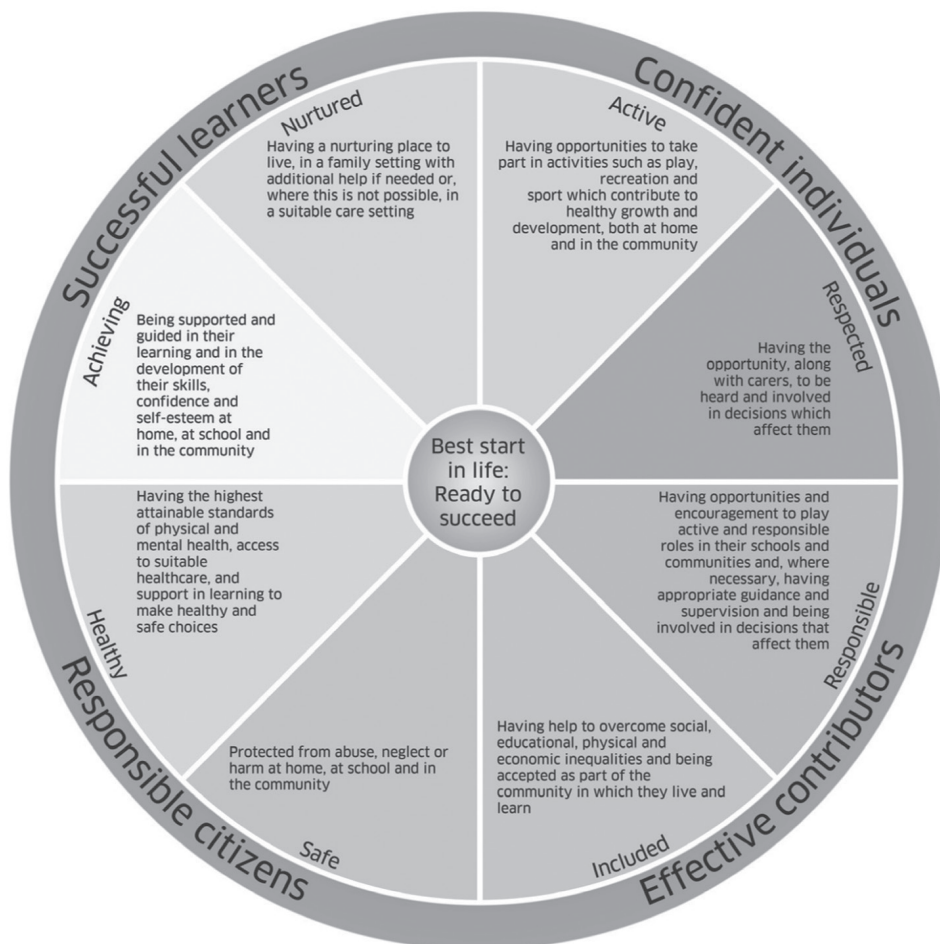 Successful learners
Confident individuals
Nurtured
Having a nurturing place to
live, in a family setting with
additional help if needed or,
where this is not possible, in
a suitable care setting
Active
Having opportunities to take
part in activities such as play,
recreation and
sport which contribute to
healthy growth and
development, both at home
and in the community
Achieving
Being supported and
guided in their
learning and in the
development of
their skills,
confidence and
self-esteem at
home, at school and
in the community
Respected
Having the
opportunity, along
with carers, to be
heard and involved
in decisions which
affect them
Best start
in life:
Ready to
succeed
Having the highest
attainable standards
of physical and
mental health, access
to suitable
healthcare, and
support in learning to
make healthy and
safe choices
Healthy
Having opportunities and
encouragement to play
active and responsible
roles in their schools and
communities and, where
necessary, having
appropriate guidance and
supervision and being
involved in decisions that
affect them
Responsible
Protected from abuse, neglect or
harm at home, at school and in
the community
Safe
Having help to overcome social,
educational, physical and
economic inequalities and being
accepted as part of the
community in which they live and
learn
Included
Responsible citizens
Effective contributors